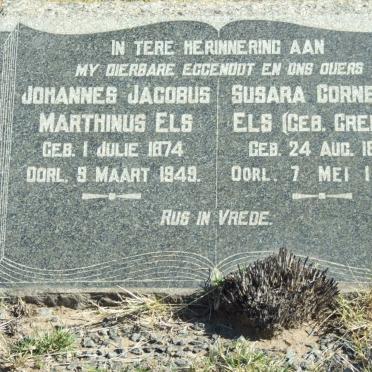 IN TERE HERINNERING AAN
MY DIERBARE EGGENOOT EN ONS OUERS
JOHANNES JACOBUS
MARTHINUS ELS
GEB. 1 JULIE 1874
OORL. 9 MAART 1949.
SUSARA
ELS (GEB.
GEB. 24 AUG.
OORL. 7 MEI
RUS IN VREDE.